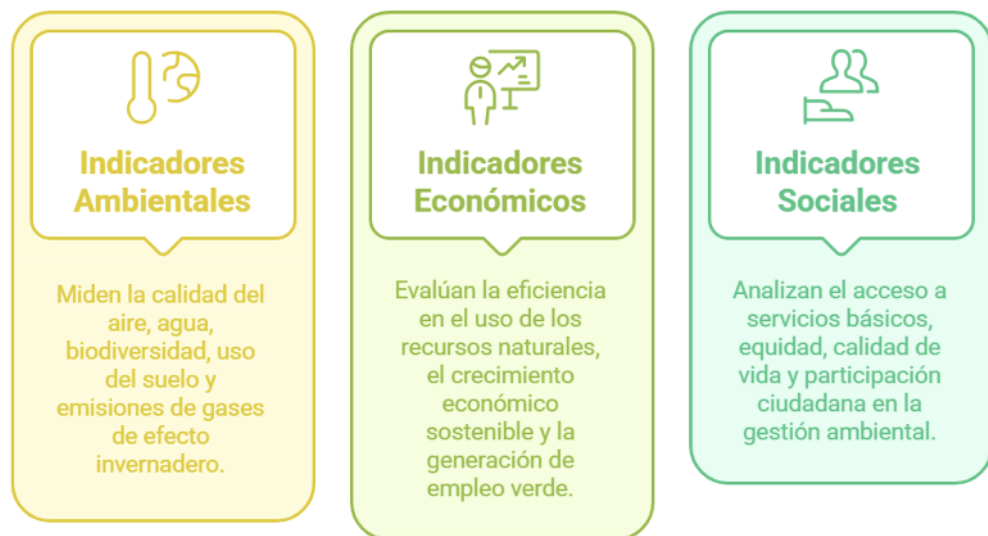 Indicadores
Ambientales
Miden la calidad del
aire, agua,
biodiversidad, uso
del suelo y
emisiones de gases
de efecto
invernadero.
Indicadores
Económicos
Evalúan la eficiencia
en el uso de los
recursos naturales,
el crecimiento
económico
sostenible y la
generación de
empleo verde.
Indicadores
Sociales
Analizan el acceso a
servicios básicos,
equidad, calidad de
vida y participación
ciudadana en la
gestión ambiental.